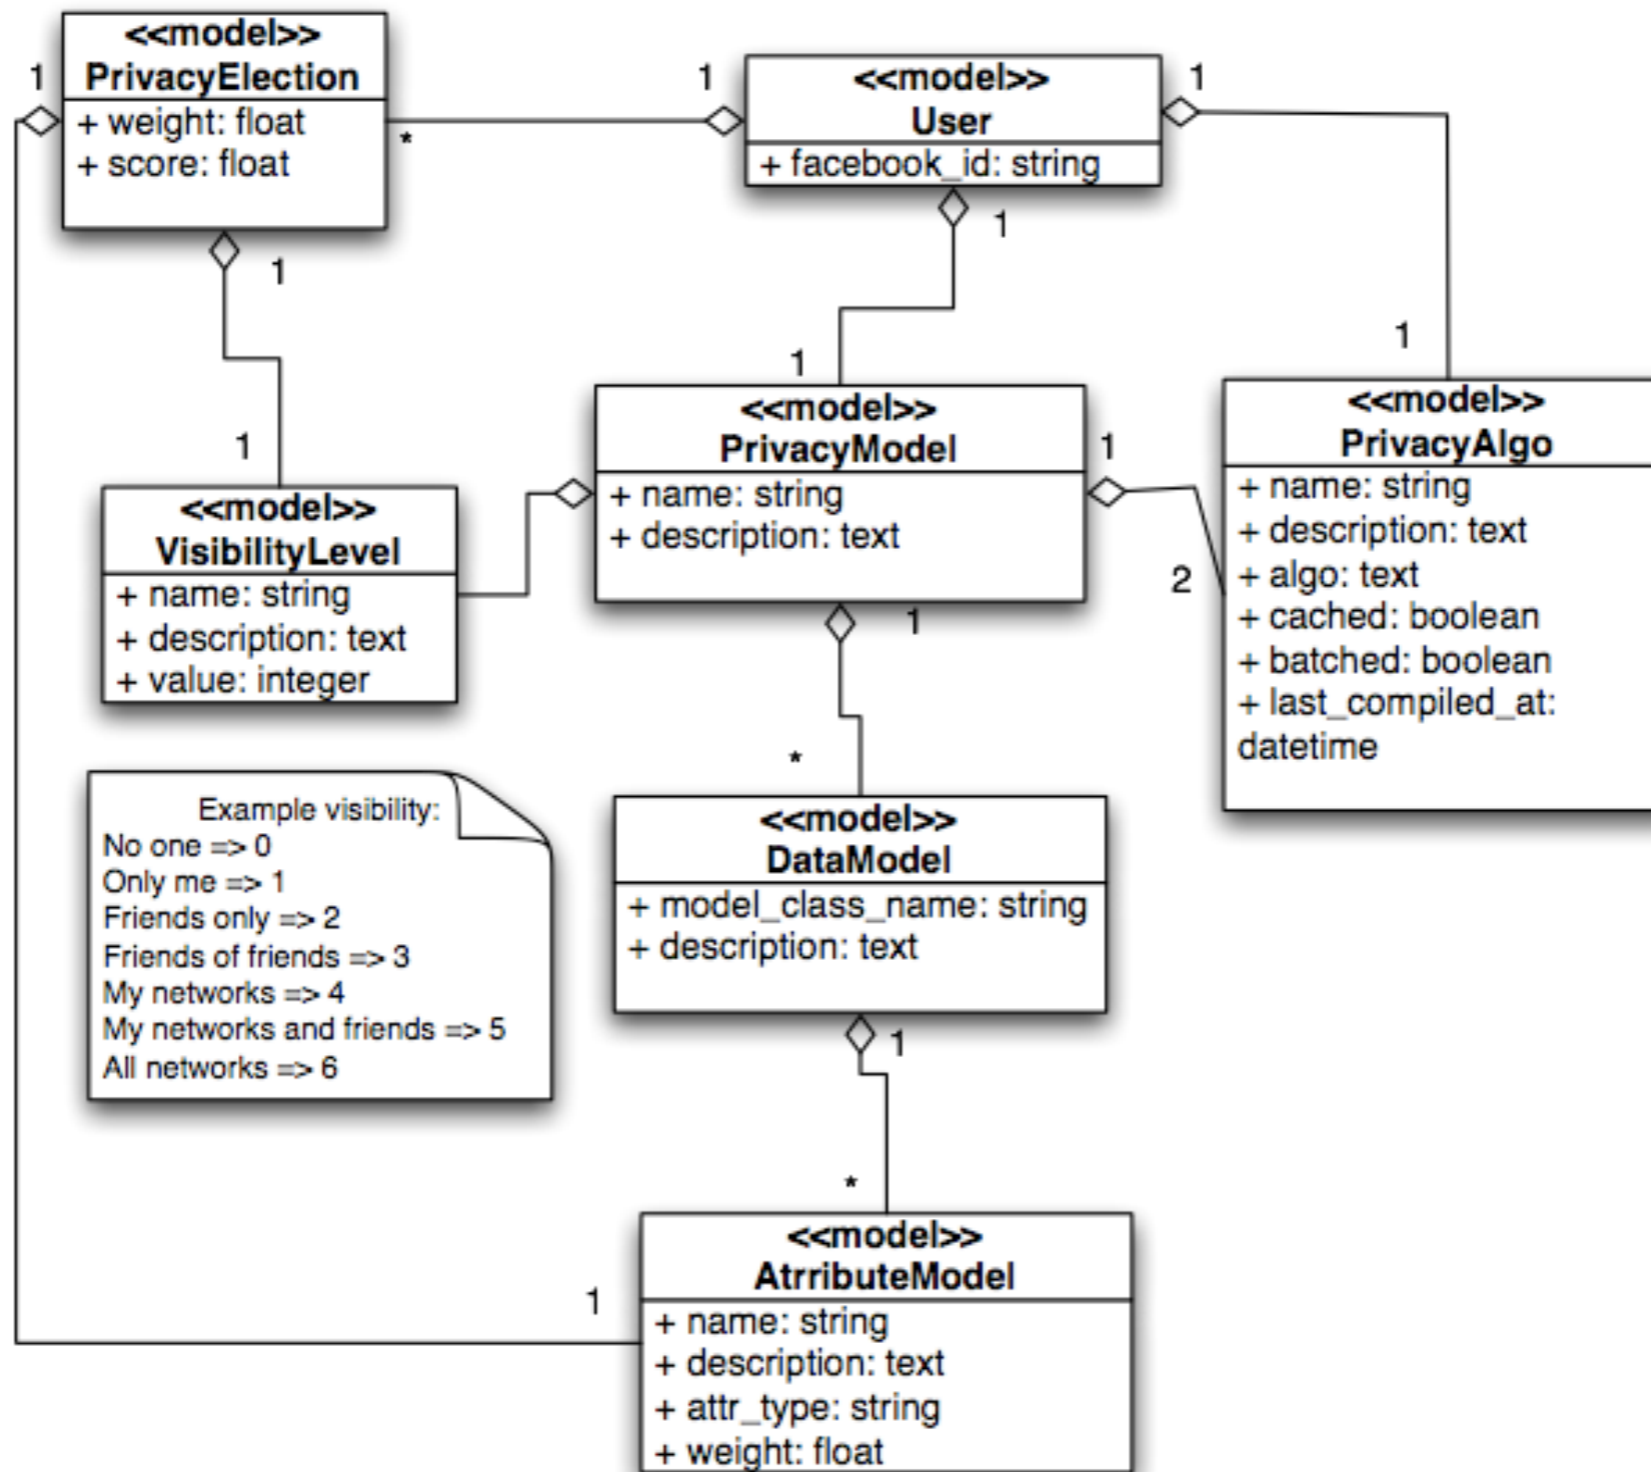 <<model>>
PrivacyElection
+ weight: float
+ score: float
1
*
1
<<model>>
User
+ facebook_id: string
1
1
1
1
1
1
<<model>>
VisibilityLevel
+ name: string
+ description: text
+ value: integer
<<model>>
PrivacyModel
+ name: string
+ description: text
1
2
1
<<model>>
PrivacyAlgo
+ name: string
+ description: text
+ algo: text
+ cached: boolean
+ batched: boolean
+ last_compiled_at:
datetime
*
Example visibility:
No one => 0
Only me => 1
Friends only => 2
Friends of friends => 3
My networks => 4
My networks and friends => 5
All networks => 6
<<model>>
DataModel
+ model_class_name: string
+ description: text
1
*
1
<<model>>
AtrributeModel
+ name: string
+ description: text
+ attr_type: string
+ weight: float